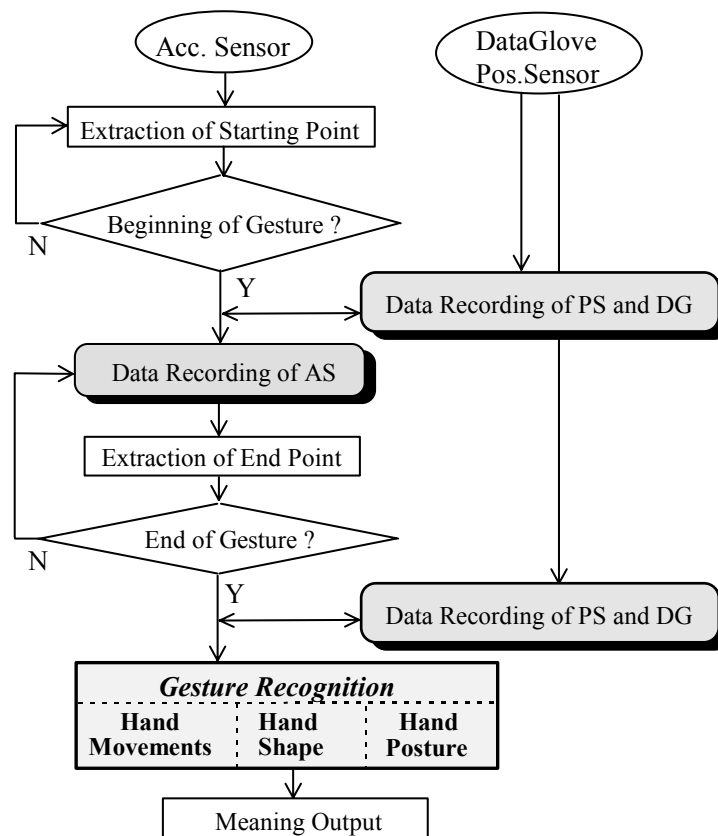 Acc. Sensor
DataGlove
Pos.Sensor
Extraction of Starting Point
Beginning of Gesture ?
N
Y
Data Recording of PS and DG
Data Recording of AS
Extraction of End Point
End of Gesture ?
N
Y
Data Recording of PS and DG
Gesture Recognition
Hand Movements
Hand Shape
Hand Posture
Meaning Output